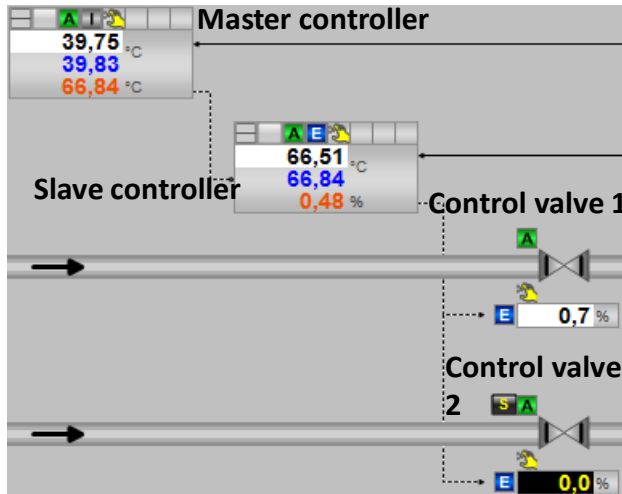 A I Master controller
39,75 °C
39,83
66,84 °C
A E
66,51 °C
66,84
Slave controller
0,48 %
Control valve 1
A
E 0,7 %
Control valve
2
S A
E 0,0 %